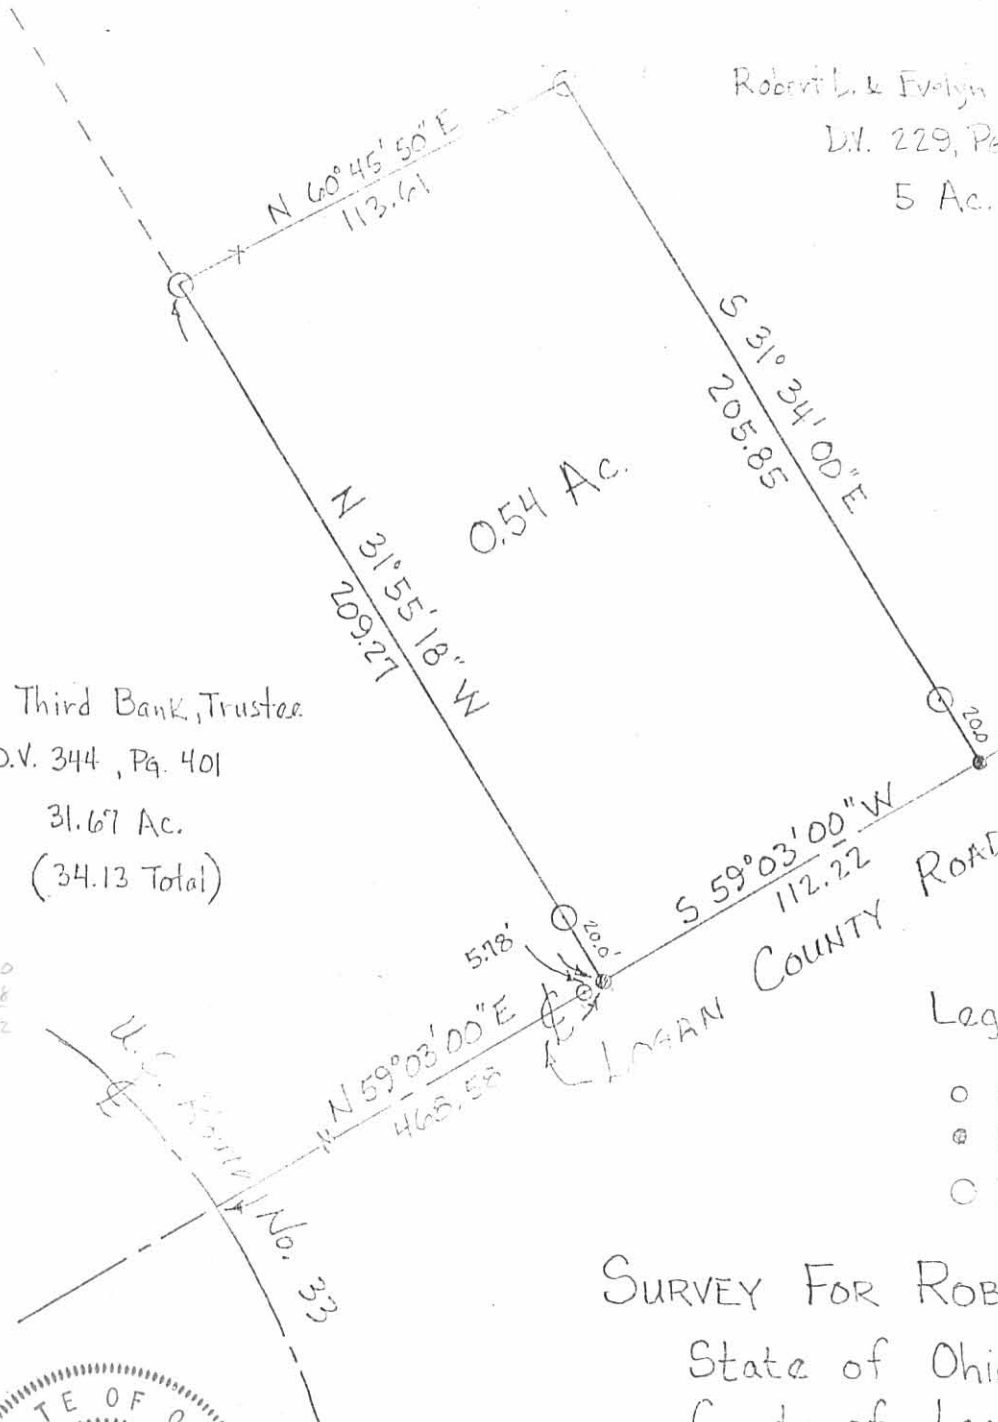 Robert L. & Evelyn
D.V. 229, Pg
5 Ac.
N 60°45'50" E
113.61
S 31° 34' 00" E
205.85
0.54 Ac.
N 31°55'18" W
209.27
Third Bank, Trustee
D.V. 344, Pg. 401
31.67 Ac.
(34.13 Total)
20.0
S 59°03'00" W
112.22
20.0'
5.78'
N 59°03'00" E
468.58
LOGAN COUNTY ROAD
U.S. Route No. 33
Leg
SURVEY FOR ROB
State of Ohi
TE OF O